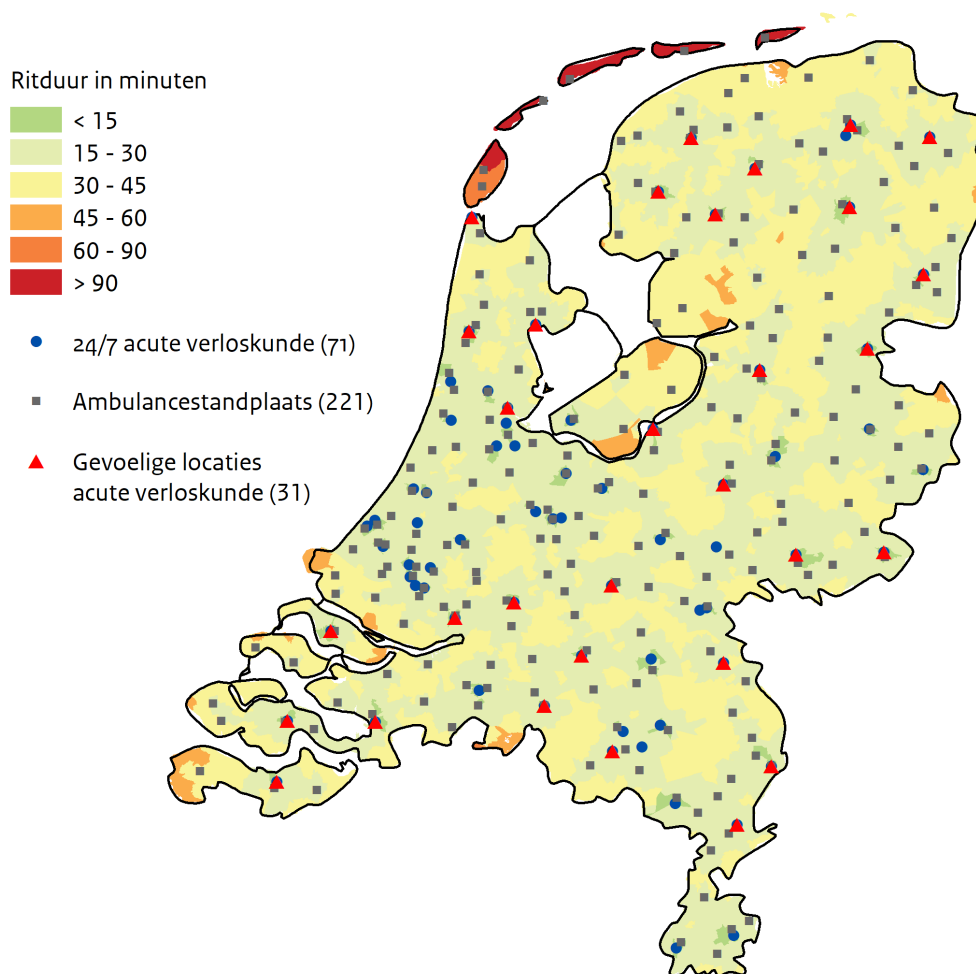 Ritduur in minuten
< 15
15 - 30
30 - 45
45 - 60
60 - 90
> 90
24/7 acute verloskunde (71)
Ambulancestandplaats (221)
Gevoelige locaties
acute verloskunde (31)